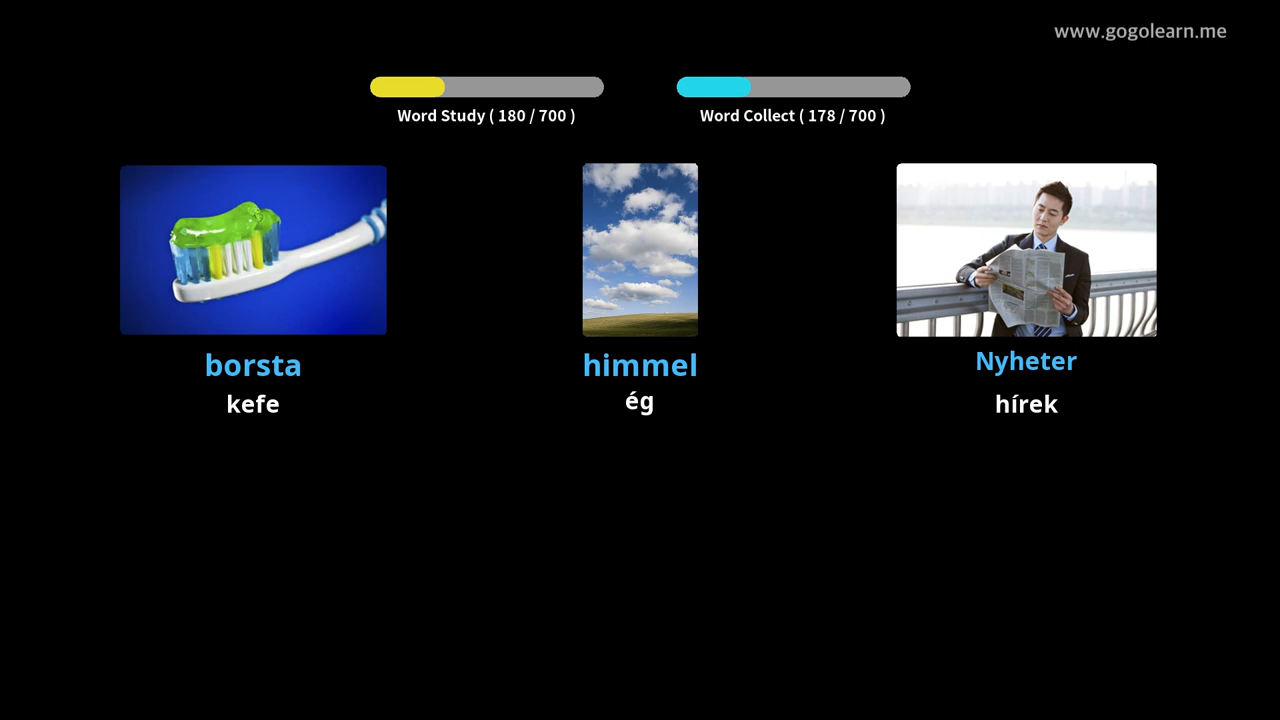 www.gogolearn.me
Word Study ( 180 / 700 )
Word Collect ( 178 / 700 )
borsta
kefe
himmel
ég
Nyheter
hírek